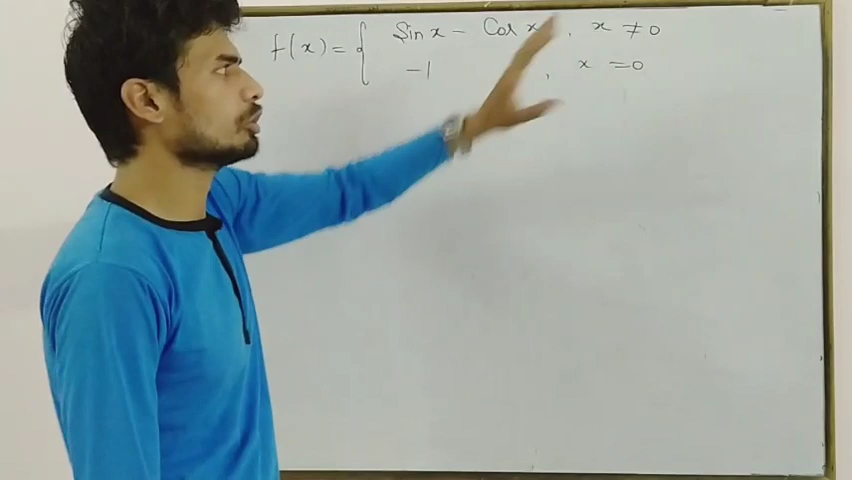 f(x) = { Sin x - Cos x , x ≠ 0
-1 , x = 0